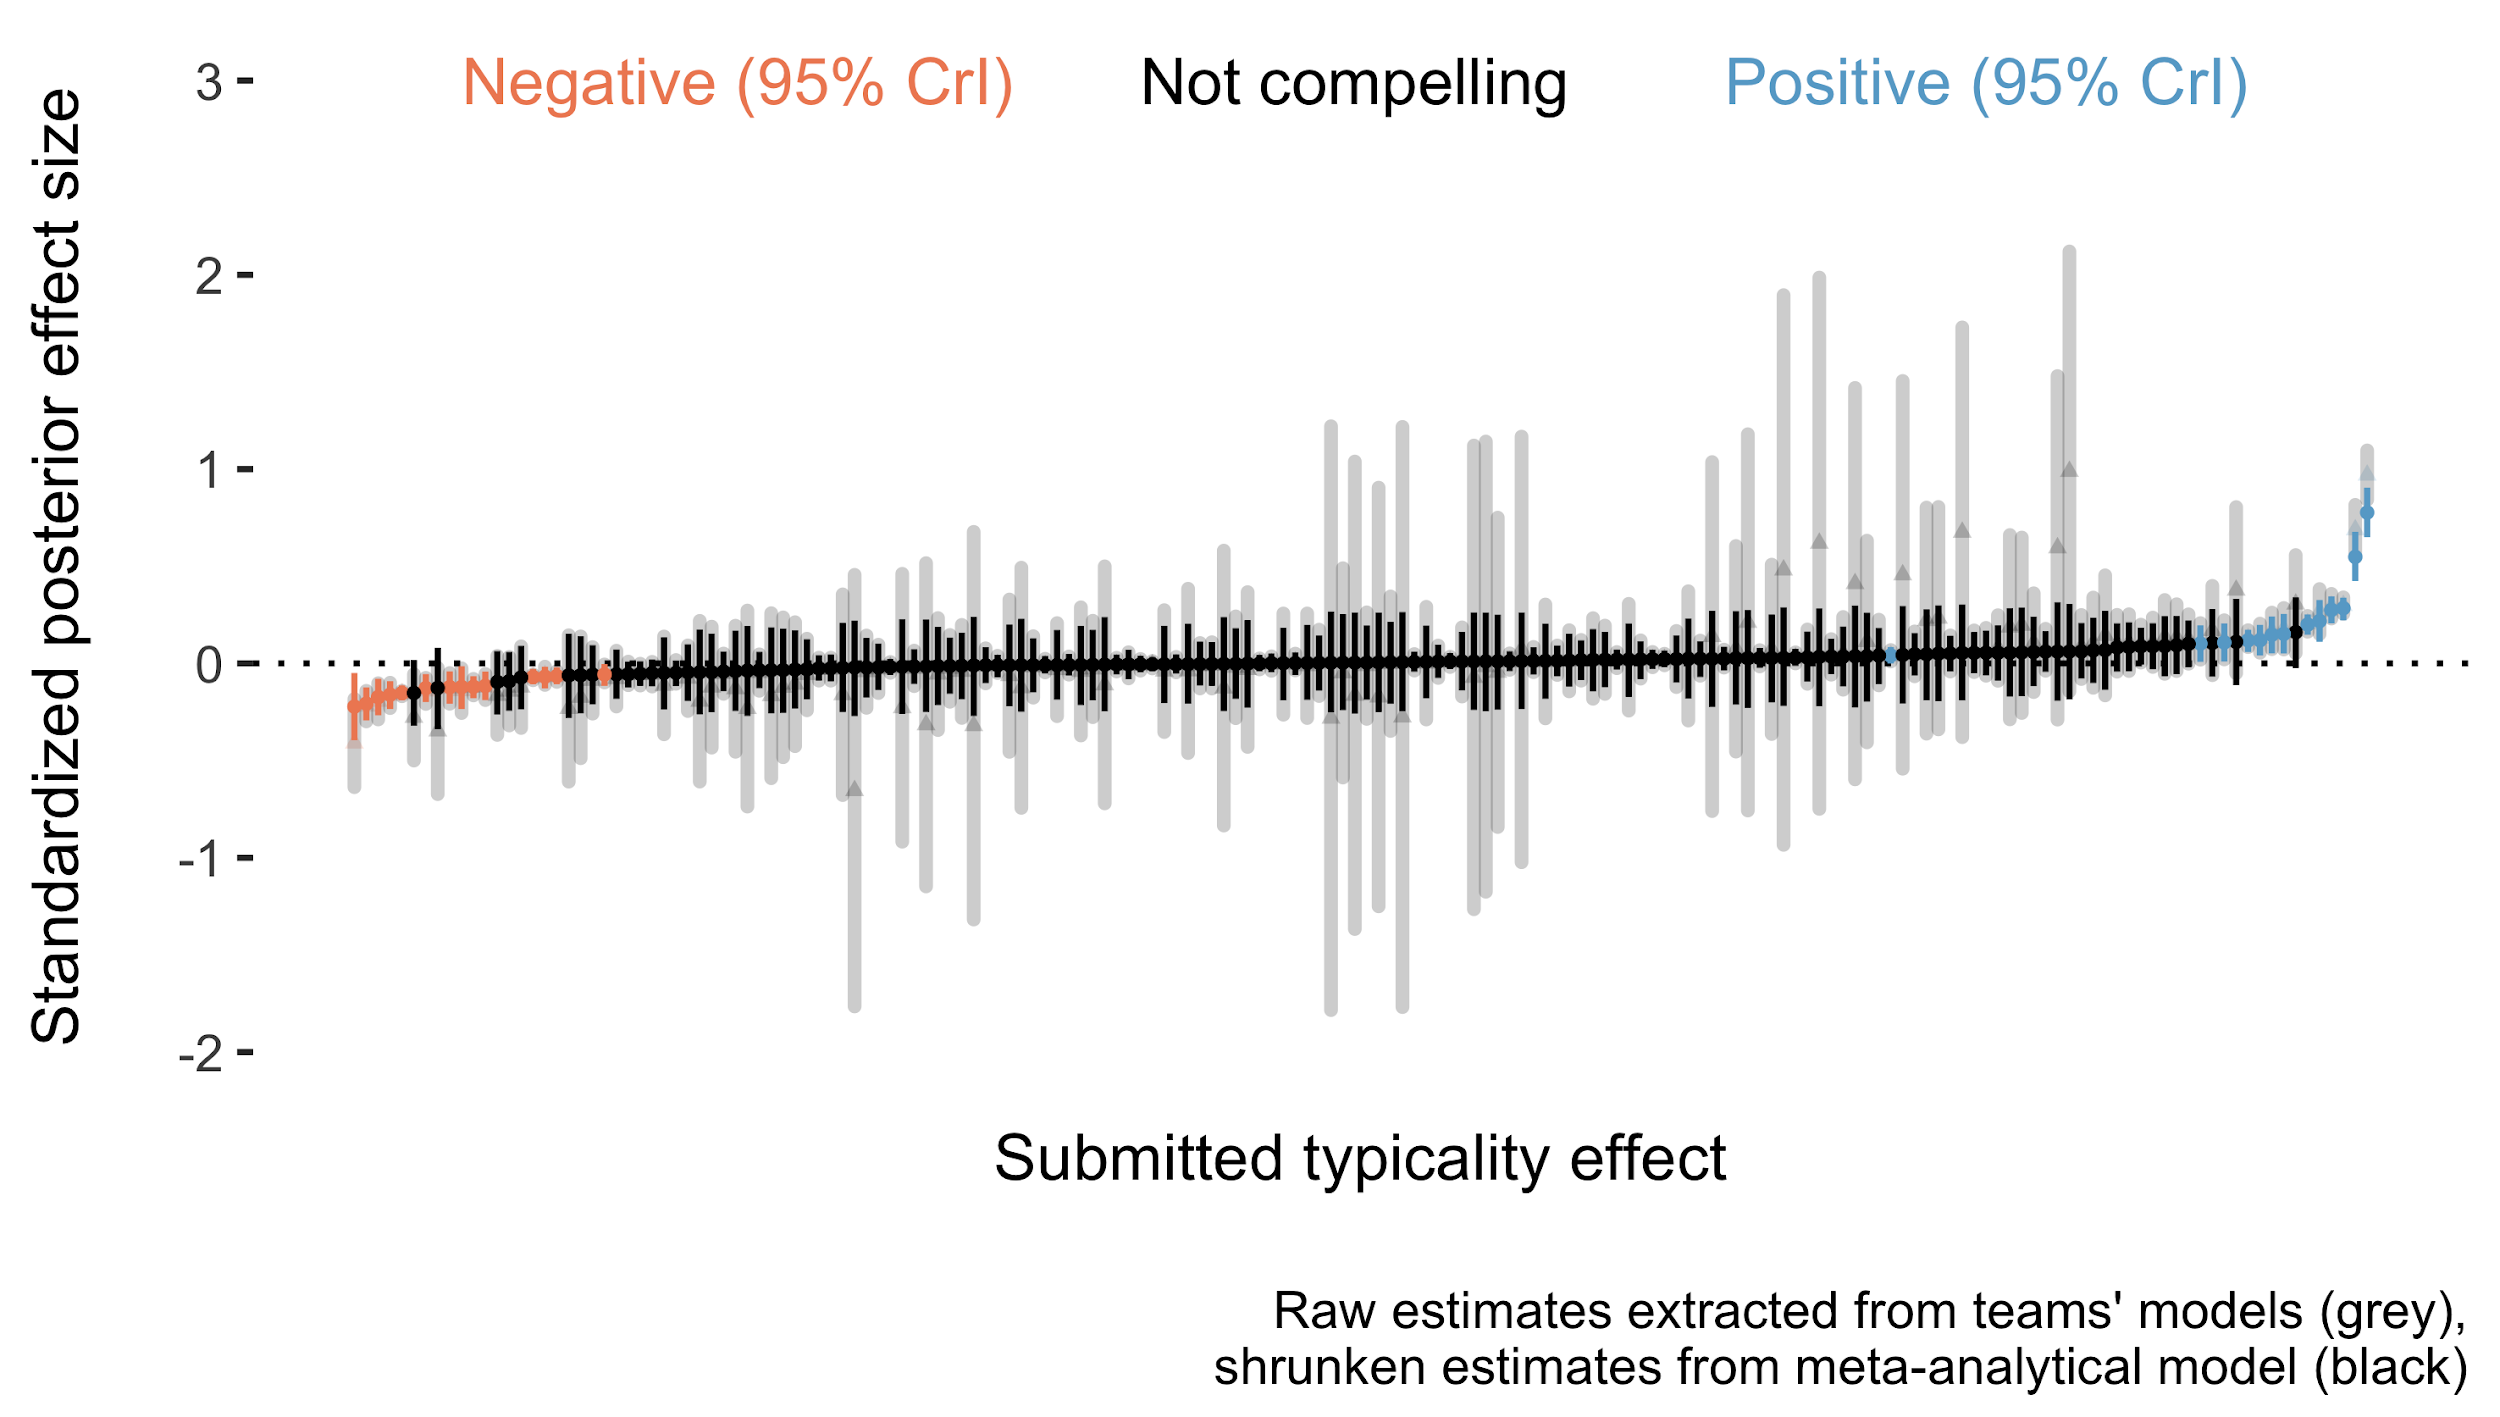 Negative (95% CrI) Not compelling Positive (95% CrI)
Standardized posterior effect size
3
2
1
0
-1
-2
Submitted typicality effect
Raw estimates extracted from teams' models (grey),
shrunken estimates from meta-analytical model (black)